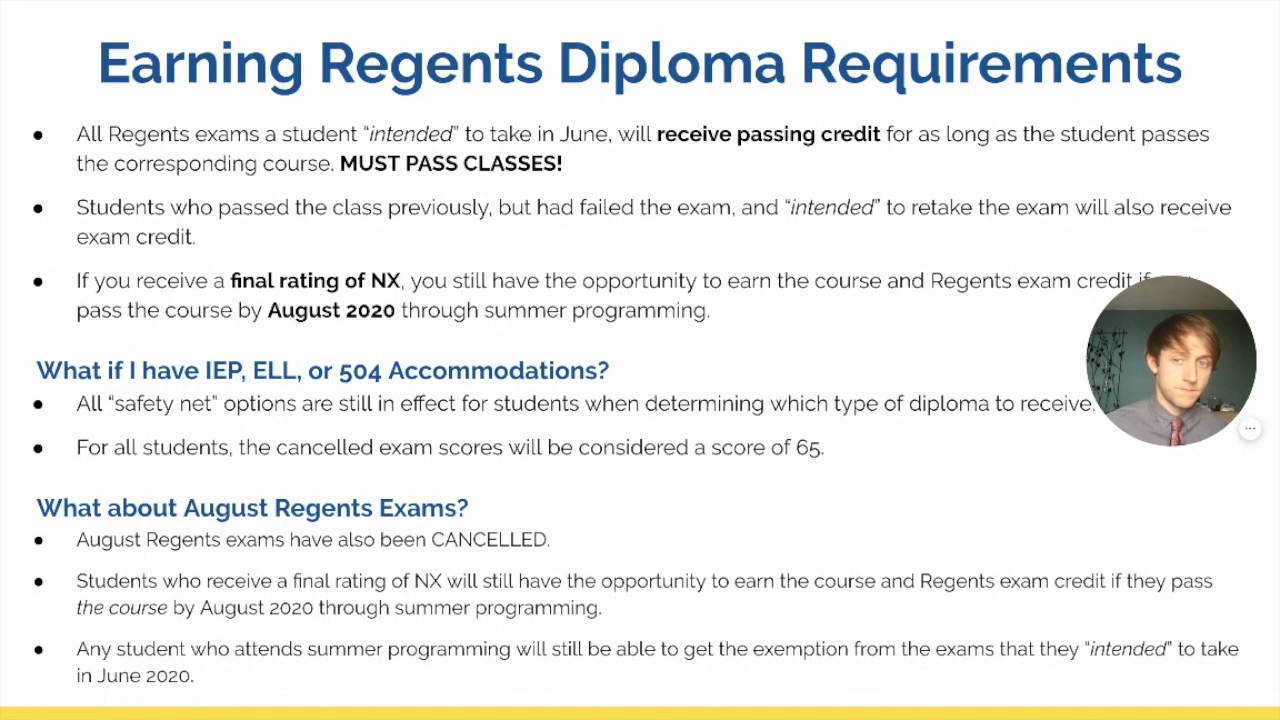 Earning Regents Diploma Requirements
● All Regents exams a student “intended” to take in June, will receive passing credit for as long as the student passes
the corresponding course. MUST PASS CLASSES!
● Students who passed the class previously, but had failed the exam, and “intended” to retake the exam will also receive
exam credit.
● If you receive a final rating of NX, you still have the opportunity to earn the course and Regents exam credit if
pass the course by August 2020 through summer programming.
What if I have IEP, ELL, or 504 Accommodations?
● All “safety net” options are still in effect for students when determining which type of diploma to receive.
● For all students, the cancelled exam scores will be considered a score of 65.
What about August Regents Exams?
● August Regents exams have also been CANCELLED.
● Students who receive a final rating of NX will still have the opportunity to earn the course and Regents exam credit if they pass
the course by August 2020 through summer programming.
● Any student who attends summer programming will still be able to get the exemption from the exams that they “intended” to take
in June 2020.